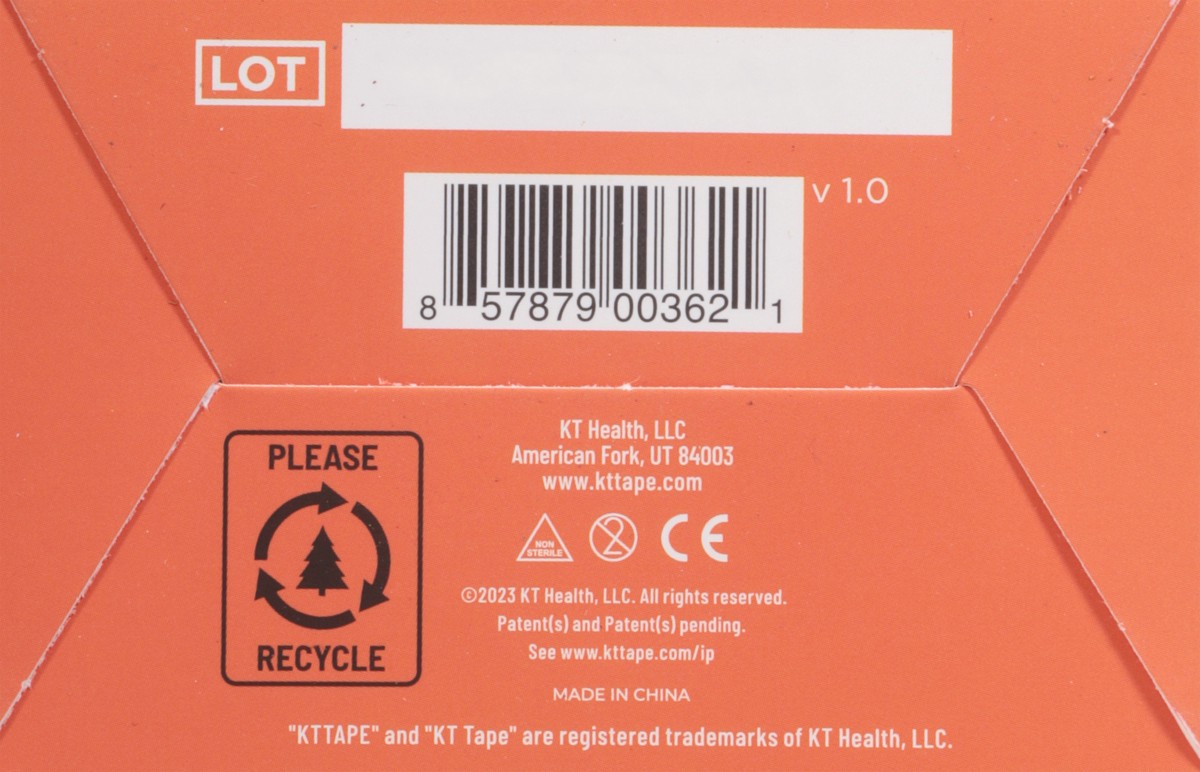 LOT
v 1.0
8 57879 00362 1
KT Health, LLC
American Fork, UT 84003
www.kttape.com
PLEASE
RECYCLE
NON
STERILE
2
CE
©2023 KT Health, LLC. All rights reserved.
Patent(s) and Patent(s) pending.
See www.kttape.com/ip
MADE IN CHINA
"KTTAPE" and "KT Tape" are registered trademarks of KT Health, LLC.